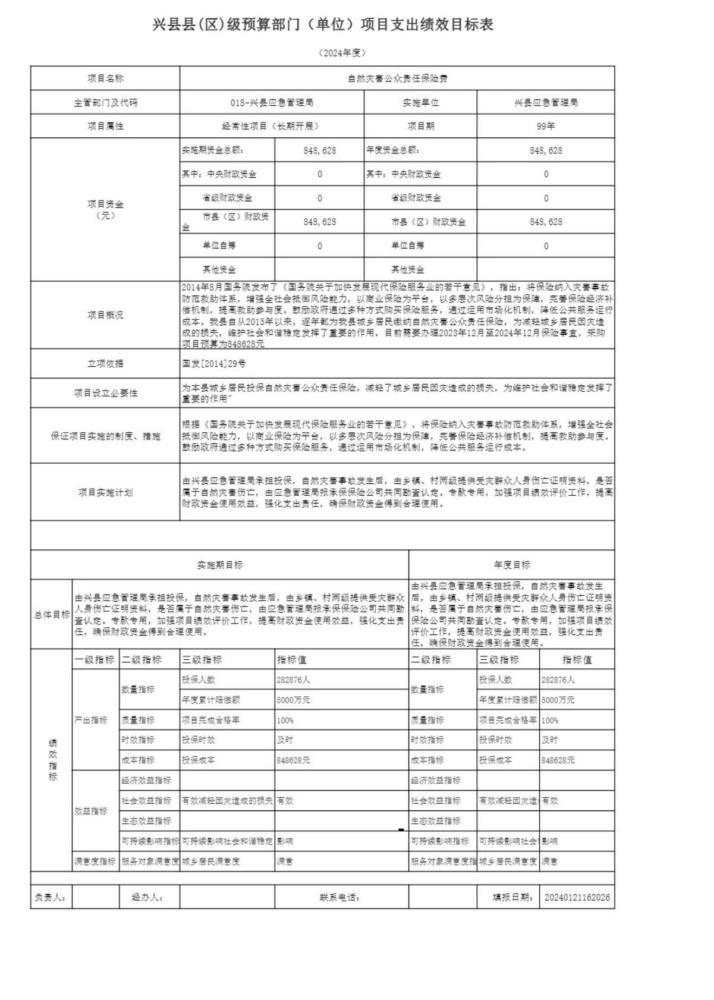 兴县县(区)级预算部门（单位）项目支出绩效目标表
（2024年度）
项目名称 自然灾害公众责任保险费
主管部门及代码 018-兴县应急管理局 实施单位 兴县应急管理局
项目属性 经常性项目（长期开展） 项目期 99年
项目资金
（元）
实施期资金总额： 848,628 年度资金总额： 848,628
其中：中央财政资金 0 其中：中央财政资金 0
省级财政资金 0 省级财政资金 0
市县（区）财政资
金 848,628 市县（区）财政资金 848,628
单位自筹 0 单位自筹 0
其他资金 其他资金
项目概况
2014年8月国务院发布了《国务院关于加快发展现代保险服务业的若干意见》，指出：将保险纳入灾害事故
防范救助体系，增强全社会抵御风险能力，以商业保险为平台，以多层次风险分担为保障，完善保险经济补
偿机制，提高救助参与度。鼓励政府通过多种方式购买保险服务，通过运用市场化机制，降低公共服务运行
成本。我县自从2015年以来，逐年都为我县城乡居民缴纳自然灾害公众责任保险，为减轻城乡居民因灾造
成的损失，维护社会和谐稳定发挥了重要的作用，目前需要办理2023年12月至2024年12月保险事宜，采购
项目预算为848628元
立项依据 国发[2014]29号
项目设立必要性
为本县城乡居民投保自然灾害公众责任保险，减轻了城乡居民因灾造成的损失，为维护社会和谐稳定发挥了
重要的作用"
保证项目实施的制度、措施
根据《国务院关于加快发展现代保险服务业的若干意见》，将保险纳入灾害事故防范救助体系，增强全社会
抵御风险能力，以商业保险为平台，以多层次风险分担为保障，完善保险经济补偿机制，提高救助参与度。
鼓励政府通过多种方式购买保险服务，通过运用市场化机制，降低公共服务运行成本。
项目实施计划
由兴县应急管理局承担投保，自然灾害事故发生后，由乡镇、村两级提供受灾群众人身伤亡证明资料，是否
属于自然灾害伤亡，由应急管理局报承保保险公司共同勘查认定。专款专用，加强项目绩效评价工作，提高
财政资金使用效益，强化支出责任，确保财政资金得到合理使用。
实施期目标 年度目标
总体目标
由兴县应急管理局承担投保，自然灾害事故发生后，由乡镇、村两级提供受灾群众
人身伤亡证明资料，是否属于自然灾害伤亡，由应急管理局报承保保险公司共同勘
查认定。专款专用，加强项目绩效评价工作，提高财政资金使用效益，强化支出责
任，确保财政资金得到合理使用。
由兴县应急管理局承担投保，自然灾害事故发生
后，由乡镇、村两级提供受灾群众人身伤亡证明资
料，是否属于自然灾害伤亡，由应急管理局报承保
保险公司共同勘查认定。专款专用，加强项目绩效
评价工作，提高财政资金使用效益，强化支出责
任，确保财政资金得到合理使用。
绩
效
指
标
一级指标 二级指标 三级指标 指标值 二级指标 三级指标 指标值
产出指标 数量指标 投保人数 282876人 数量指标 投保人数 282876人
年度累计赔偿额 5000万元 年度累计赔偿额 5000万元
质量指标 项目完成合格率 100% 质量指标 项目完成合格率 100%
时效指标 投保时效 及时 时效指标 投保时效 及时
成本指标 投保成本 848628元 成本指标 投保成本 848628元
效益指标 经济效益指标 经济效益指标
社会效益指标 有效减轻因灾造成的损失 有效 社会效益指标 有效减轻因灾造 有效
生态效益指标 生态效益指标
可持续影响指标 可持续影响社会和谐稳定 影响 可持续影响指标 可持续影响社会 影响
满意度指标 服务对象满意度 城乡居民满意度 满意 服务对象满意度指 城乡居民满意度 满意
负责人： 经办人： 联系电话： 填报日期： 20240121162026